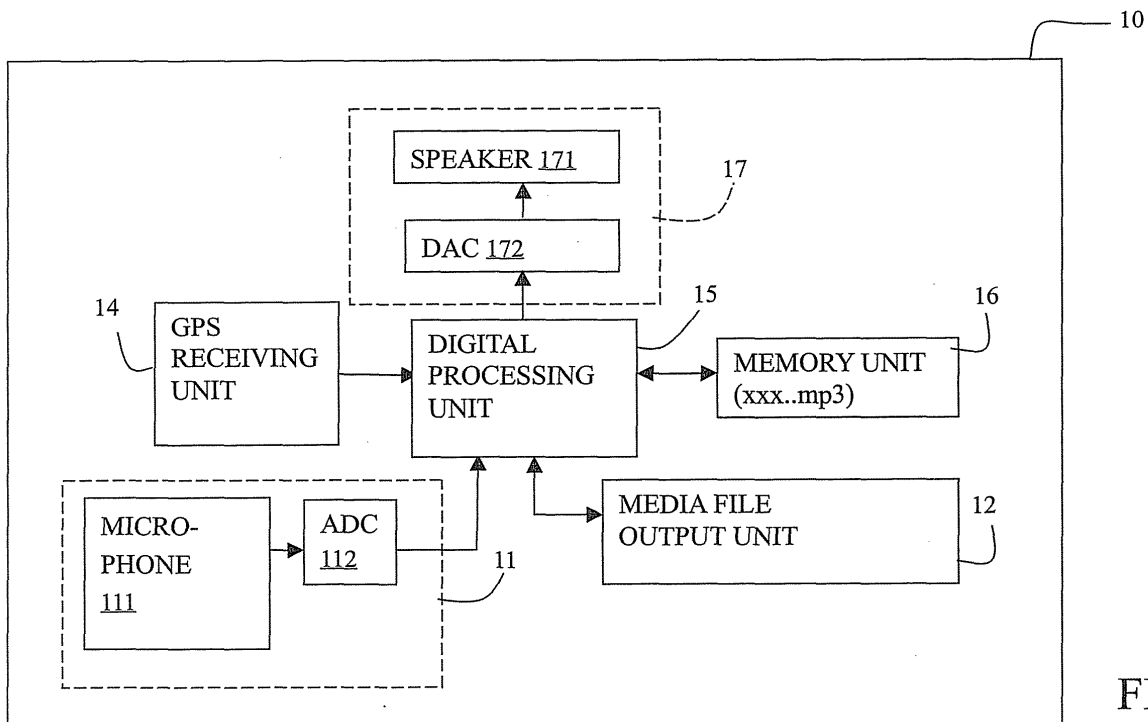 10
SPEAKER 171
17
DAC 172
14
GPS
RECEIVING
UNIT
DIGITAL
PROCESSING
UNIT
15
16
MEMORY UNIT
(xxx..mp3)
MICRO-
PHONE
111
ADC
112
11
MEDIA FILE
OUTPUT UNIT
12